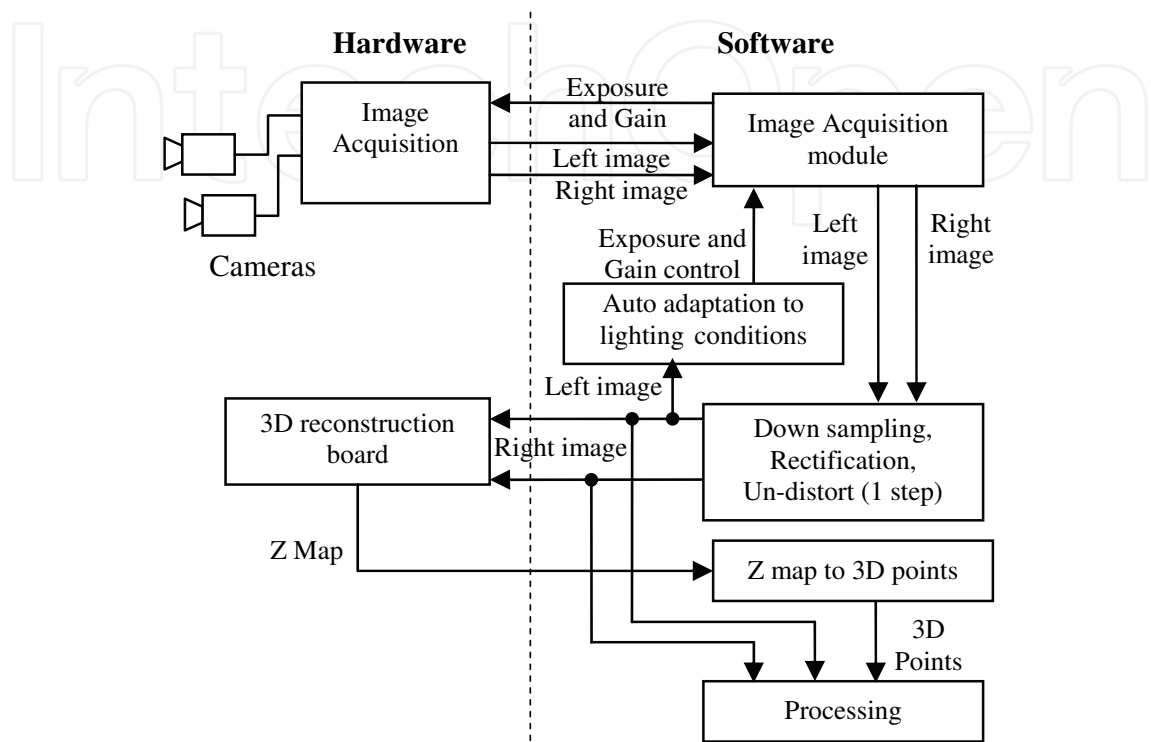 IntechOpen
Hardware
Software
Image
Acquisition
Exposure
and Gain
Left image
Right image
Image Acquisition
module
Cameras
Exposure and
Gain control
Left
image
Right
image
Auto adaptation to
lighting conditions
Left image
3D reconstruction
board
Right image
Down sampling,
Rectification,
Un-distort (1 step)
Z Map
Z map to 3D points
3D
Points
Processing